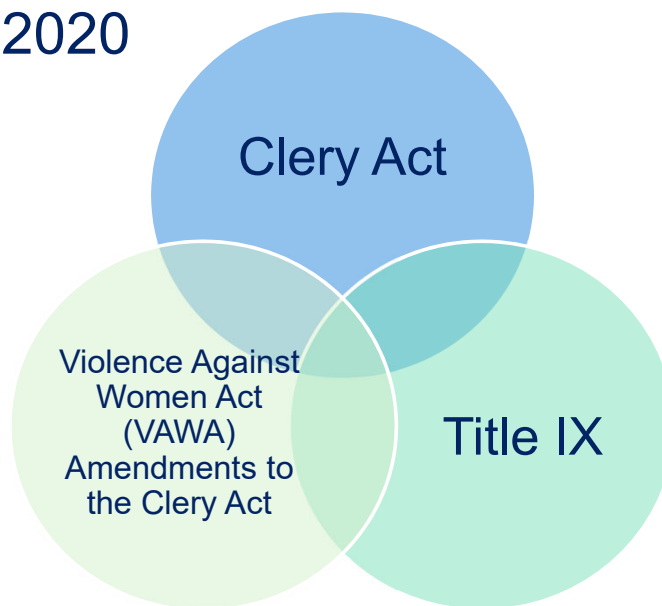 2020
Clery Act
Violence Against
Women Act
(VAWA)
Amendments to
the Clery Act
Title IX